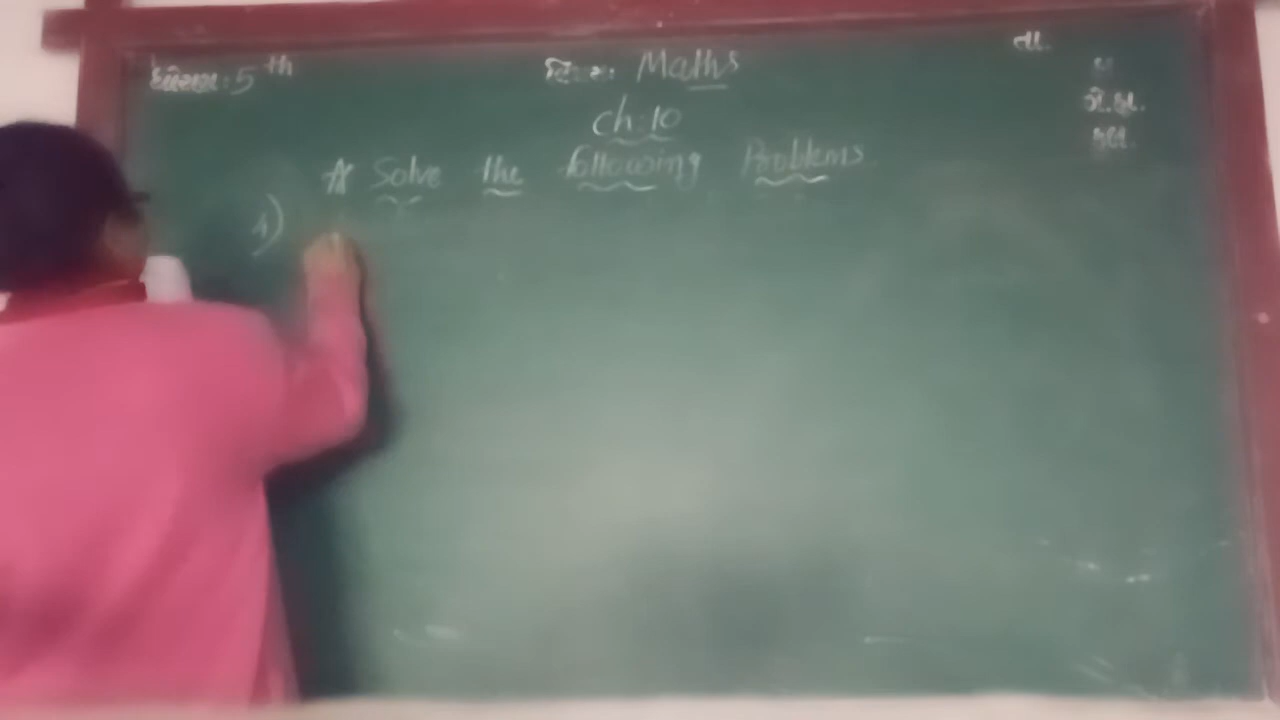 ધોરણ: 5th
વિષય: Maths
તા.
ch:10
ગે.હા.
કુલ.
* Solve the following Problems
1)